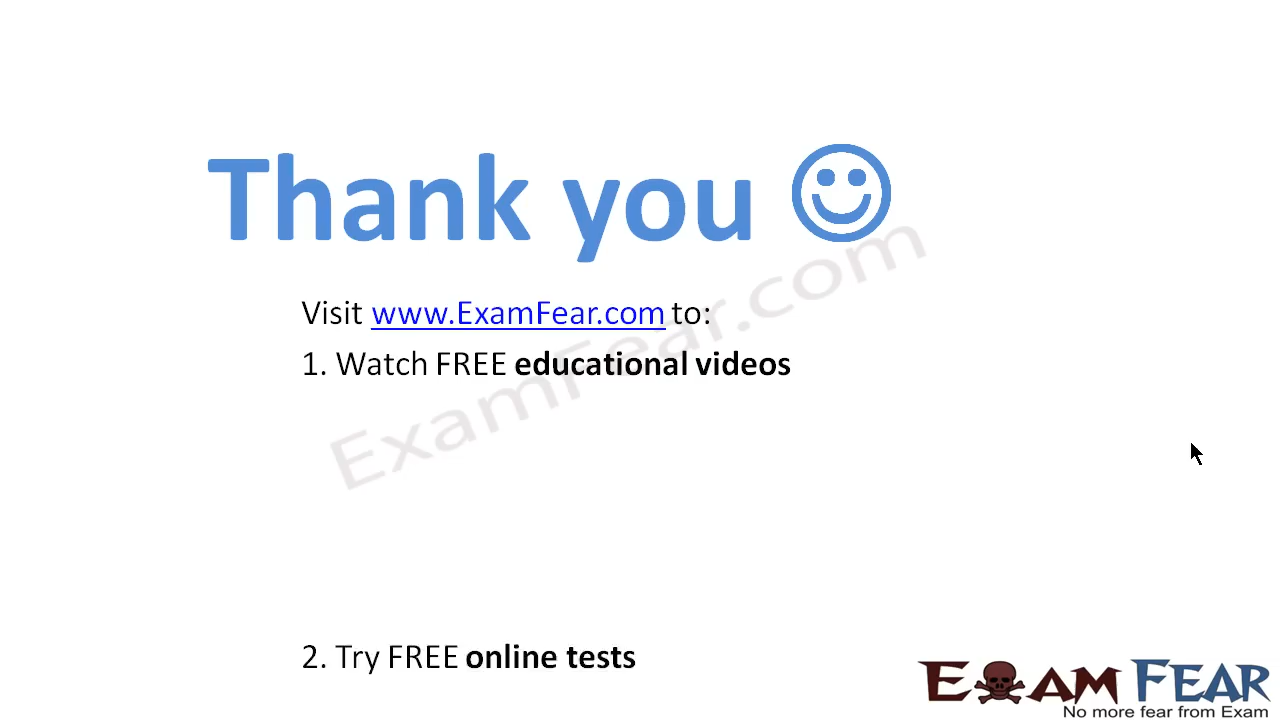 Thank you
Visit www.ExamFear.com to:
1. Watch FREE educational videos
ExamFear.com
2. Try FREE online tests
EXAM FEAR
No more fear from Exam